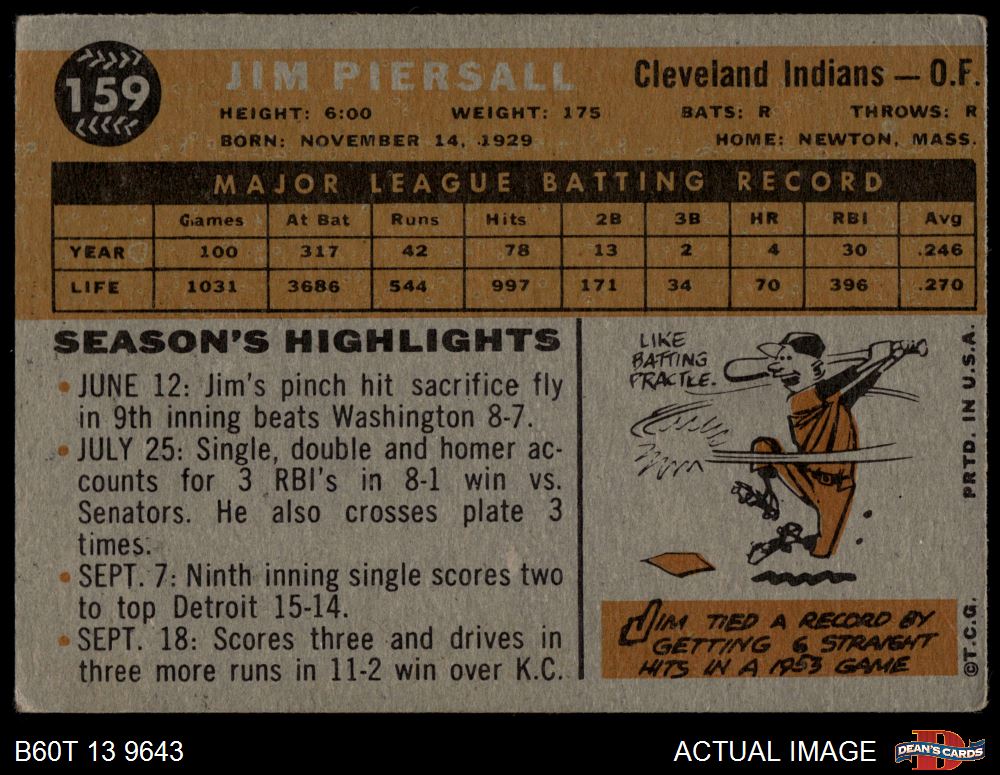 159
JIM PIERSALL
Cleveland Indians — O.F.
HEIGHT: 6:00 WEIGHT: 175 BATS: R THROWS: R
BORN: NOVEMBER 14, 1929 HOME: NEWTON, MASS.
MAJOR LEAGUE BATTING RECORD
Games At Bat Runs Hits 2B 3B HR RBI Avg
YEAR 100 317 42 78 13 2 4 30 .246
LIFE 1031 3686 544 997 171 34 70 396 .270
SEASON'S HIGHLIGHTS
• JUNE 12: Jim's pinch hit sacrifice fly
in 9th inning beats Washington 8-7.
• JULY 25: Single, double and homer ac-
counts for 3 RBI's in 8-1 win vs.
Senators. He also crosses plate 3
times.
• SEPT. 7: Ninth inning single scores two
to top Detroit 15-14.
• SEPT. 18: Scores three and drives in
three more runs in 11-2 win over K.C.
LIKE
BATTING
PRACTICE.
JIM TIED A RECORD BY
GETTING 6 STRAIGHT
HITS IN A 1953 GAME
PRTD. IN U.S.A.
©T.C.G.
B60T 13 9643
ACTUAL IMAGE
D
DEAN'S CARDS